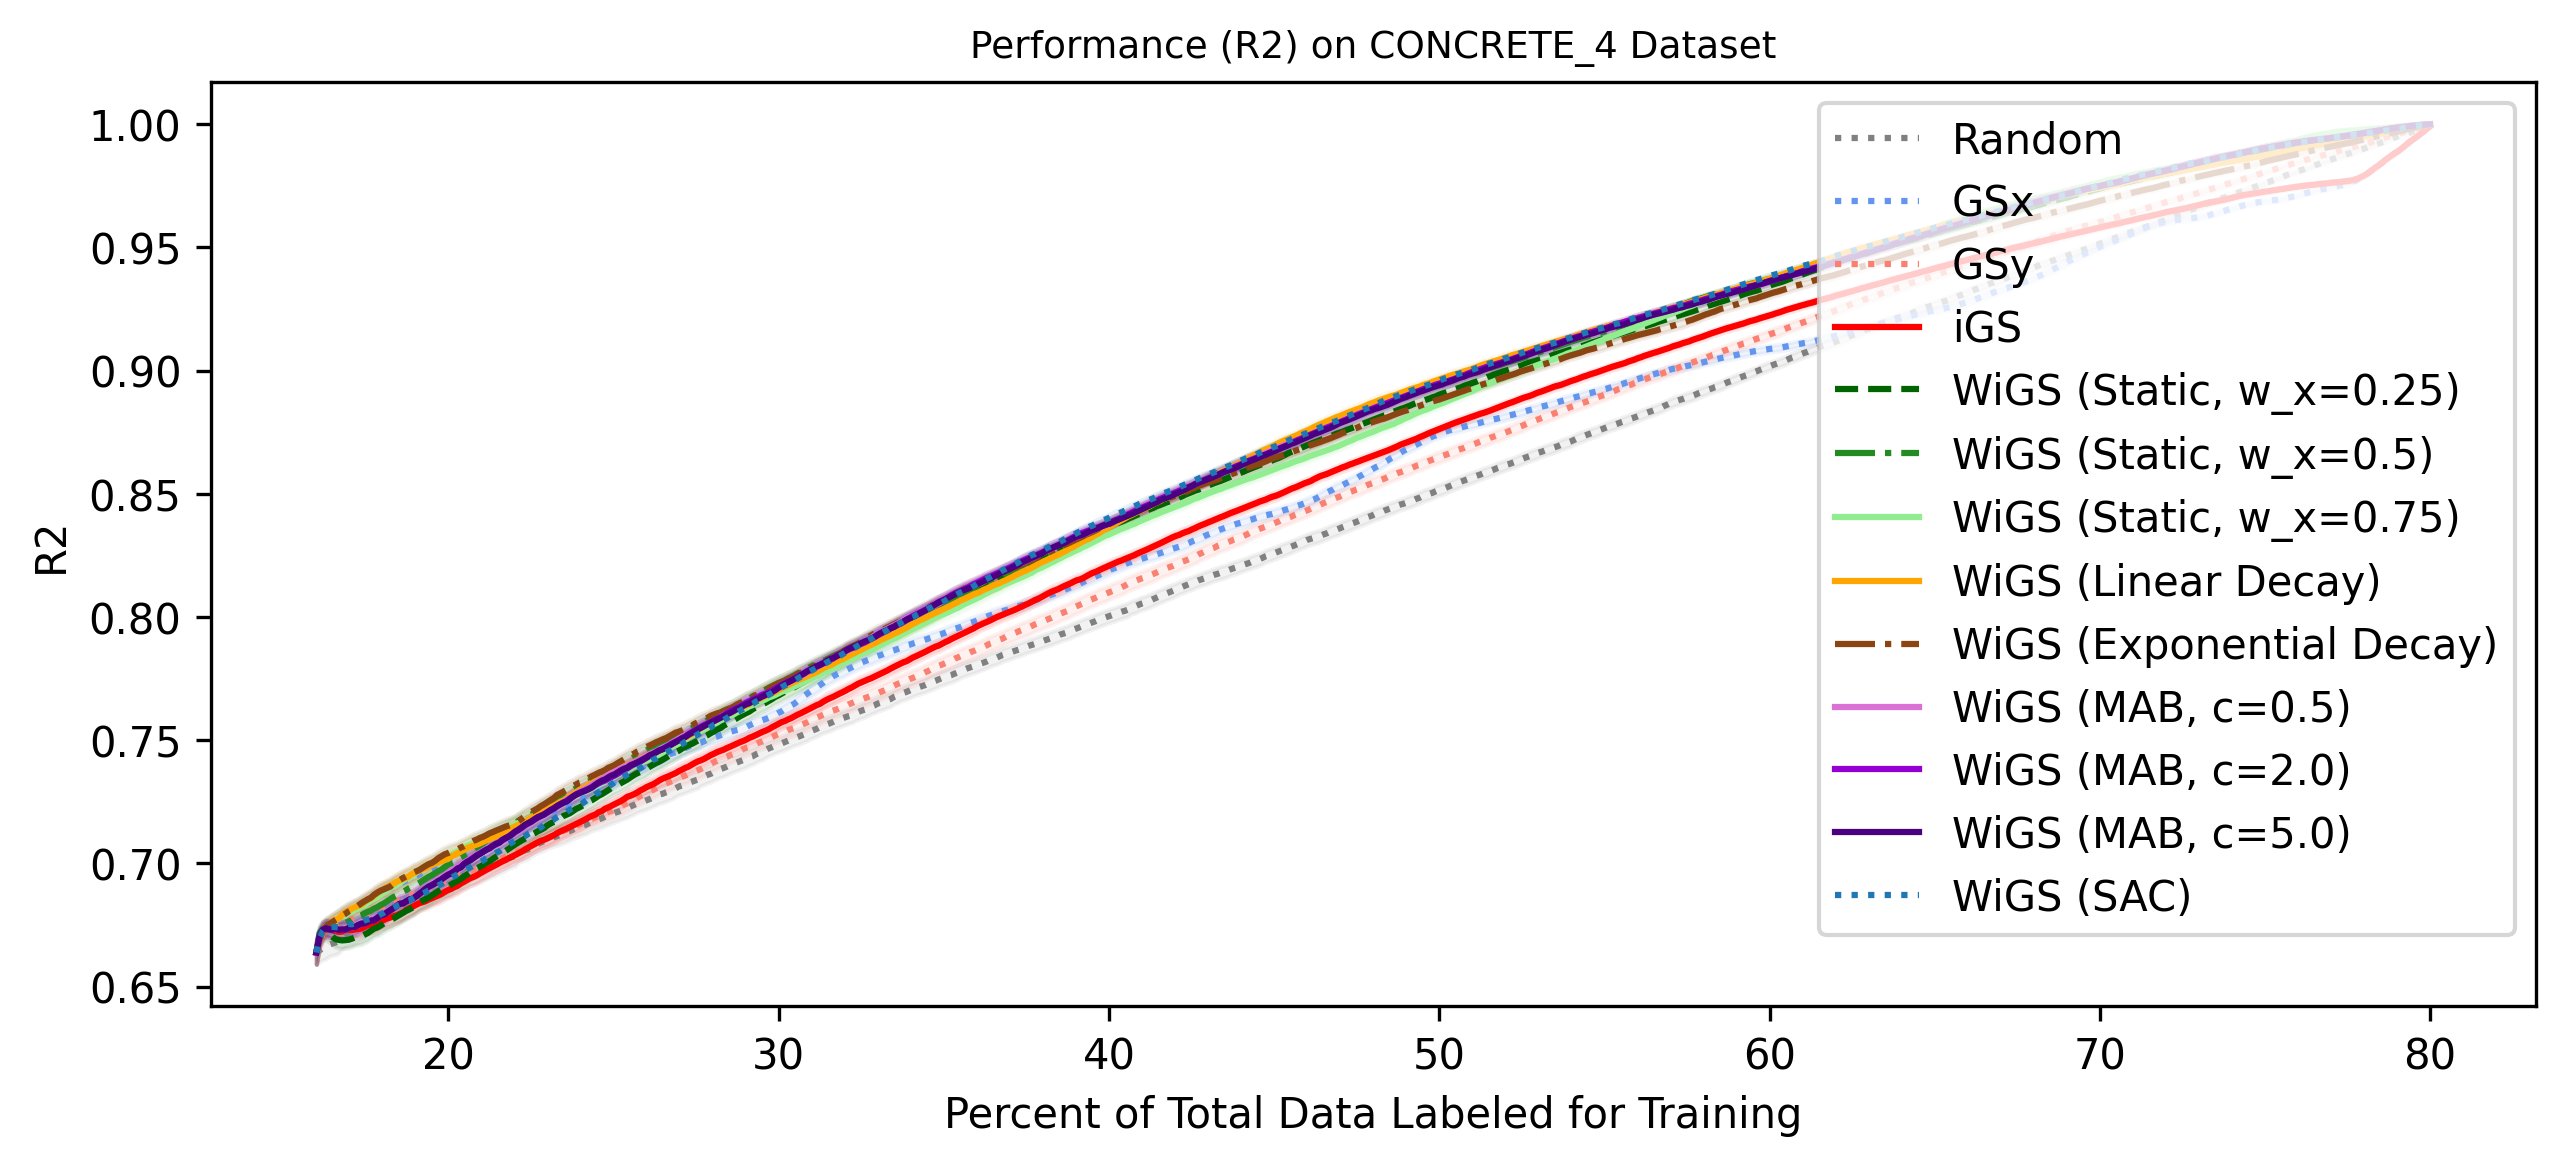 Performance (R2) on CONCRETE_4 Dataset
R2
1.00
0.95
0.90
0.85
0.80
0.75
0.70
0.65
20 30 40 50 60 70 80
Percent of Total Data Labeled for Training
Random
GSx
GSy
iGS
WiGS (Static, w_x=0.25)
WiGS (Static, w_x=0.5)
WiGS (Static, w_x=0.75)
WiGS (Linear Decay)
WiGS (Exponential Decay)
WiGS (MAB, c=0.5)
WiGS (MAB, c=2.0)
WiGS (MAB, c=5.0)
WiGS (SAC)